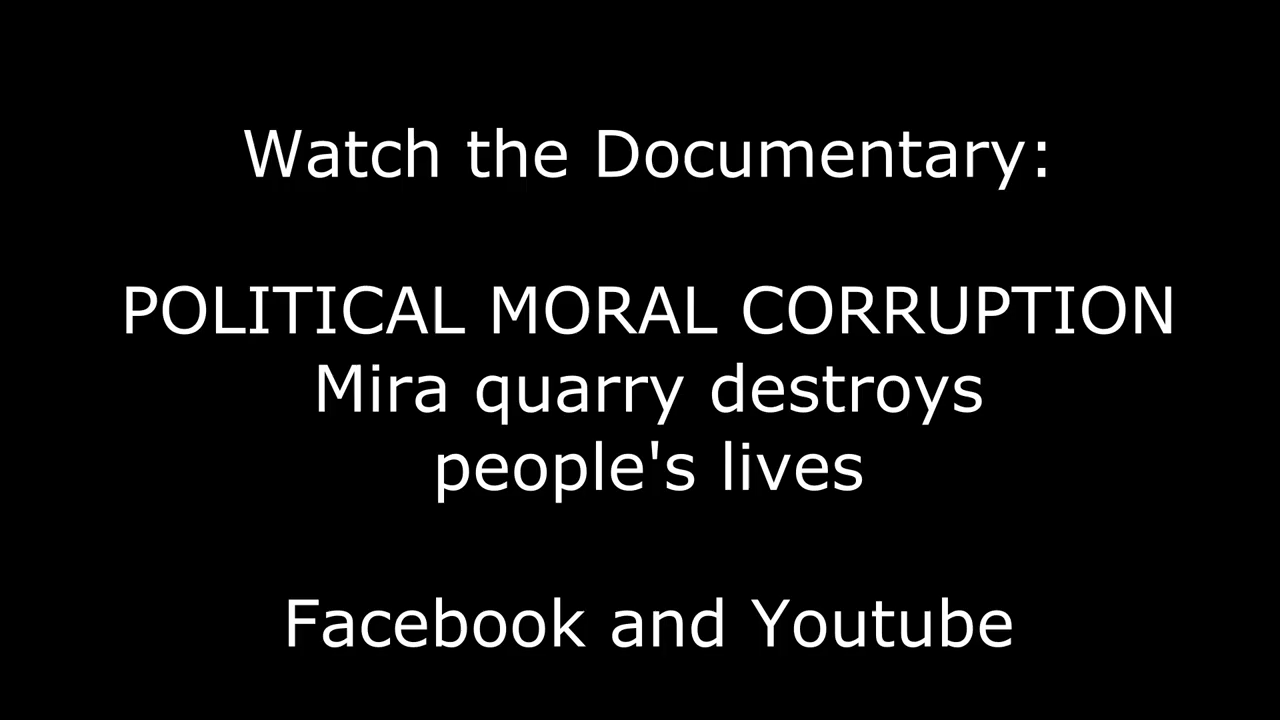 Watch the Documentary:
POLITICAL MORAL CORRUPTION
Mira quarry destroys
people's lives
Facebook and Youtube